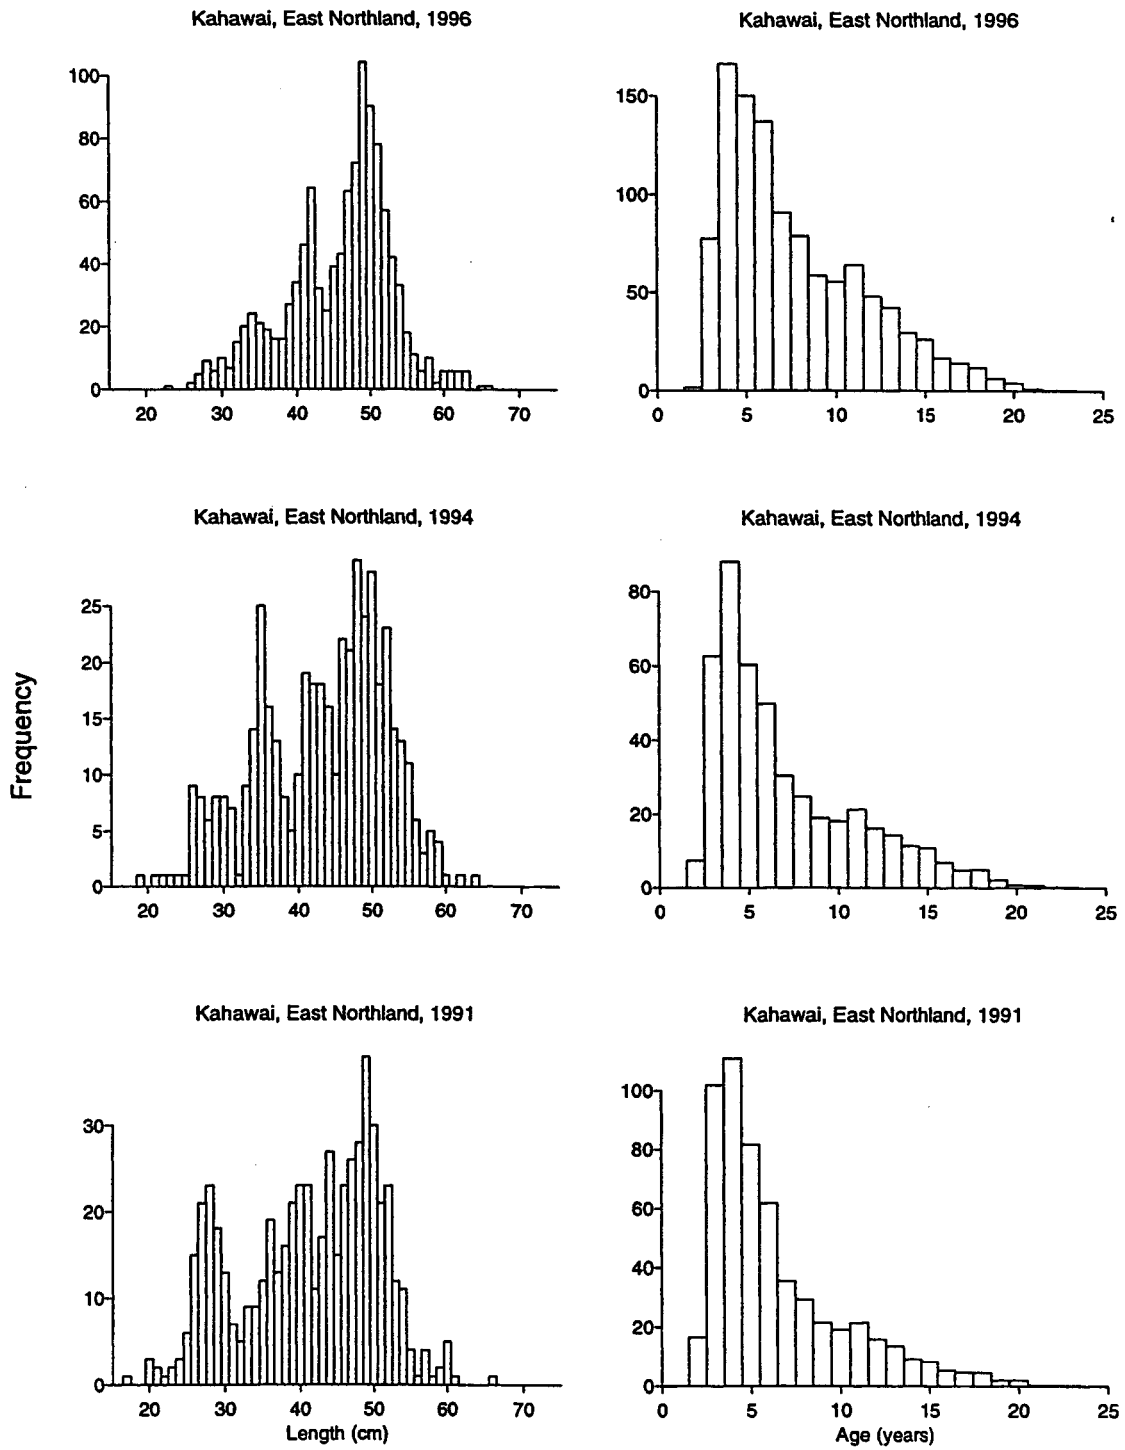 Kahawai, East Northland, 1996
100
80
60
40
20
0
20 30 40 50 60 70
Kahawai, East Northland, 1996
150
100
50
0
0 5 10 15 20 25
Frequency
Kahawai, East Northland, 1994
25
20
15
10
5
0
20 30 40 50 60 70
Kahawai, East Northland, 1994
80
60
40
20
0
0 5 10 15 20 25
Kahawai, East Northland, 1991
30
20
10
0
20 30 40 50 60 70
Length (cm)
Kahawai, East Northland, 1991
100
80
60
40
20
0
0 5 10 15 20 25
Age (years)